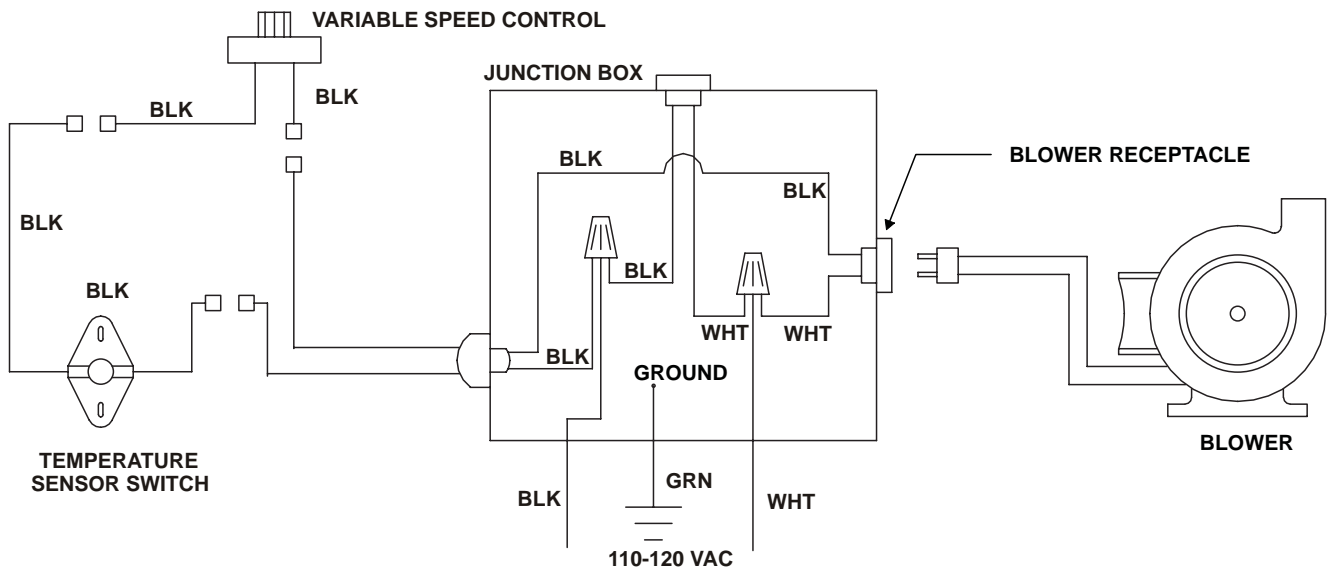 VARIABLE SPEED CONTROL
JUNCTION BOX
BLK
BLK
BLK
BLK
BLOWER RECEPTACLE
BLK
BLK
BLK
BLK
WHT
WHT
BLK
GROUND
TEMPERATURE
SENSOR SWITCH
BLOWER
GRN
BLK
WHT
110-120 VAC